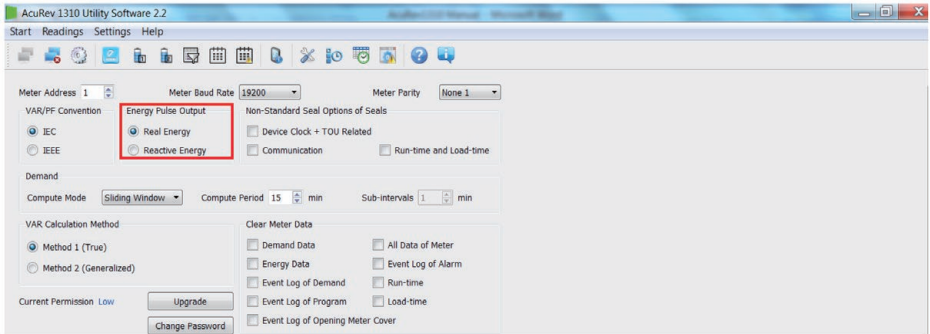 AcuRev 1310 Utility Software 2.2
AcuRev1310 Manual - Microsoft Word
Start Readings Settings Help
Meter Address 1 Meter Baud Rate 19200 Meter Parity None 1
VAR/PF Convention Energy Pulse Output Non-Standard Seal Options of Seals
IEC Real Energy Device Clock + TOU Related
IEEE Reactive Energy Communication Run-time and Load-time
Demand
Compute Mode Sliding Window Compute Period 15 min Sub-intervals 1 min
VAR Calculation Method Clear Meter Data
Method 1 (True) Demand Data All Data of Meter
Method 2 (Generalized) Energy Data Event Log of Alarm
Event Log of Demand Run-time
Current Permission Low Upgrade Event Log of Program Load-time
Change Password Event Log of Opening Meter Cover